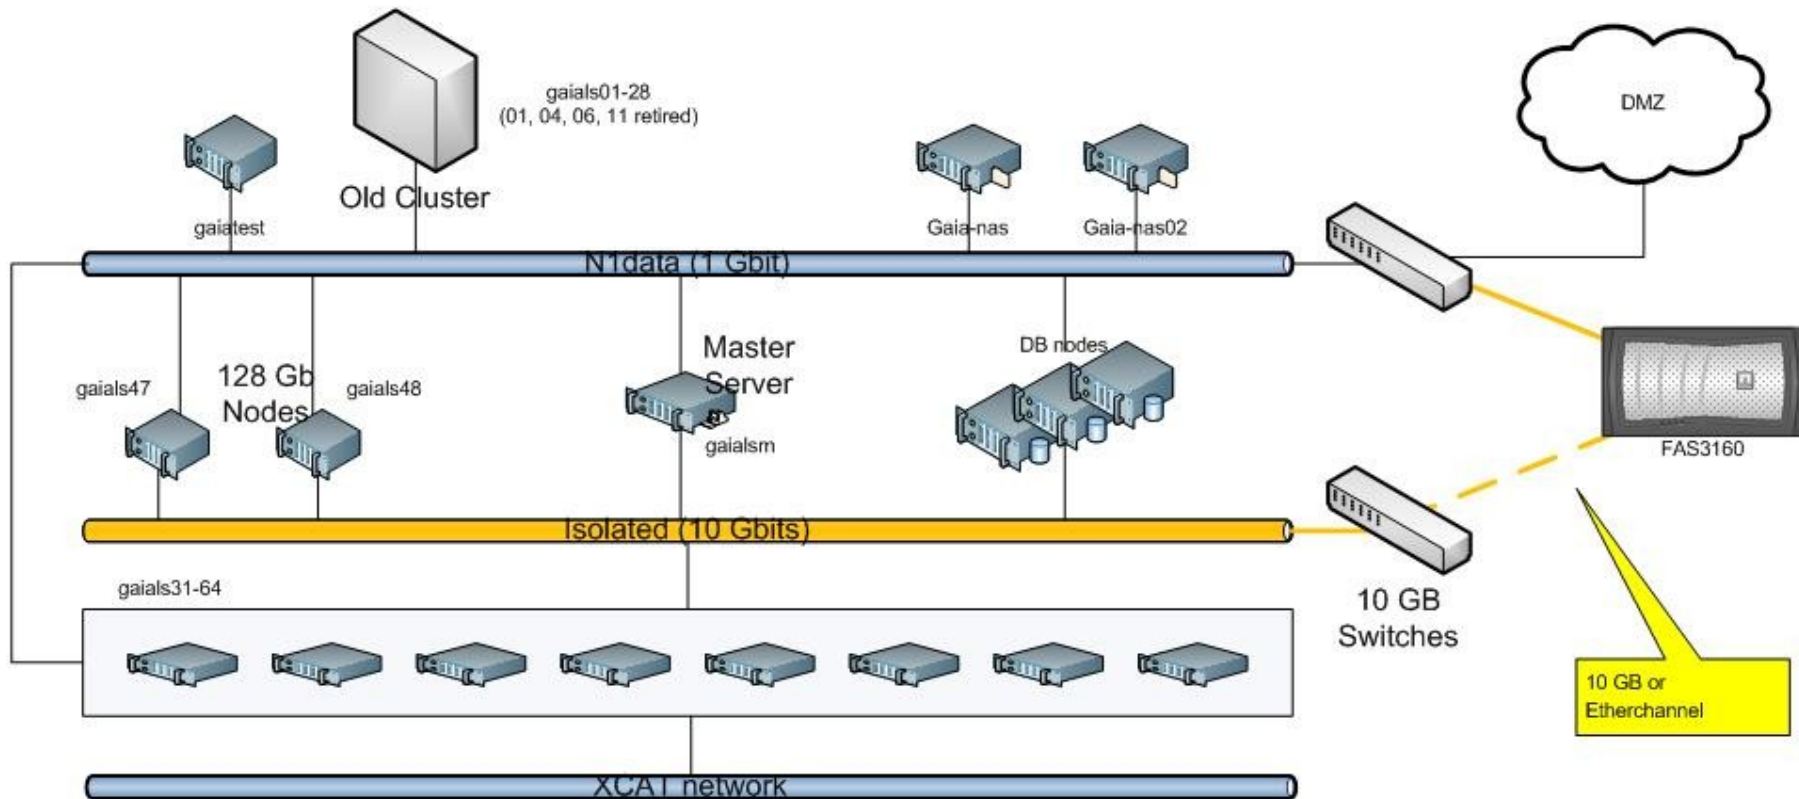 DMZ
gaials01-28
(01, 04, 06, 11 retired)
Old Cluster
gaiatest
Gaia-nas
Gaia-nas02
N1data (1 Gbit)
gaials47
128 Gb
Nodes
gaials48
Master
Server
gaialsm
DB nodes
FAS3160
Isolated (10 Gbits)
gaials31-64
10 GB
Switches
10 GB or
Etherchannel
XCAT network